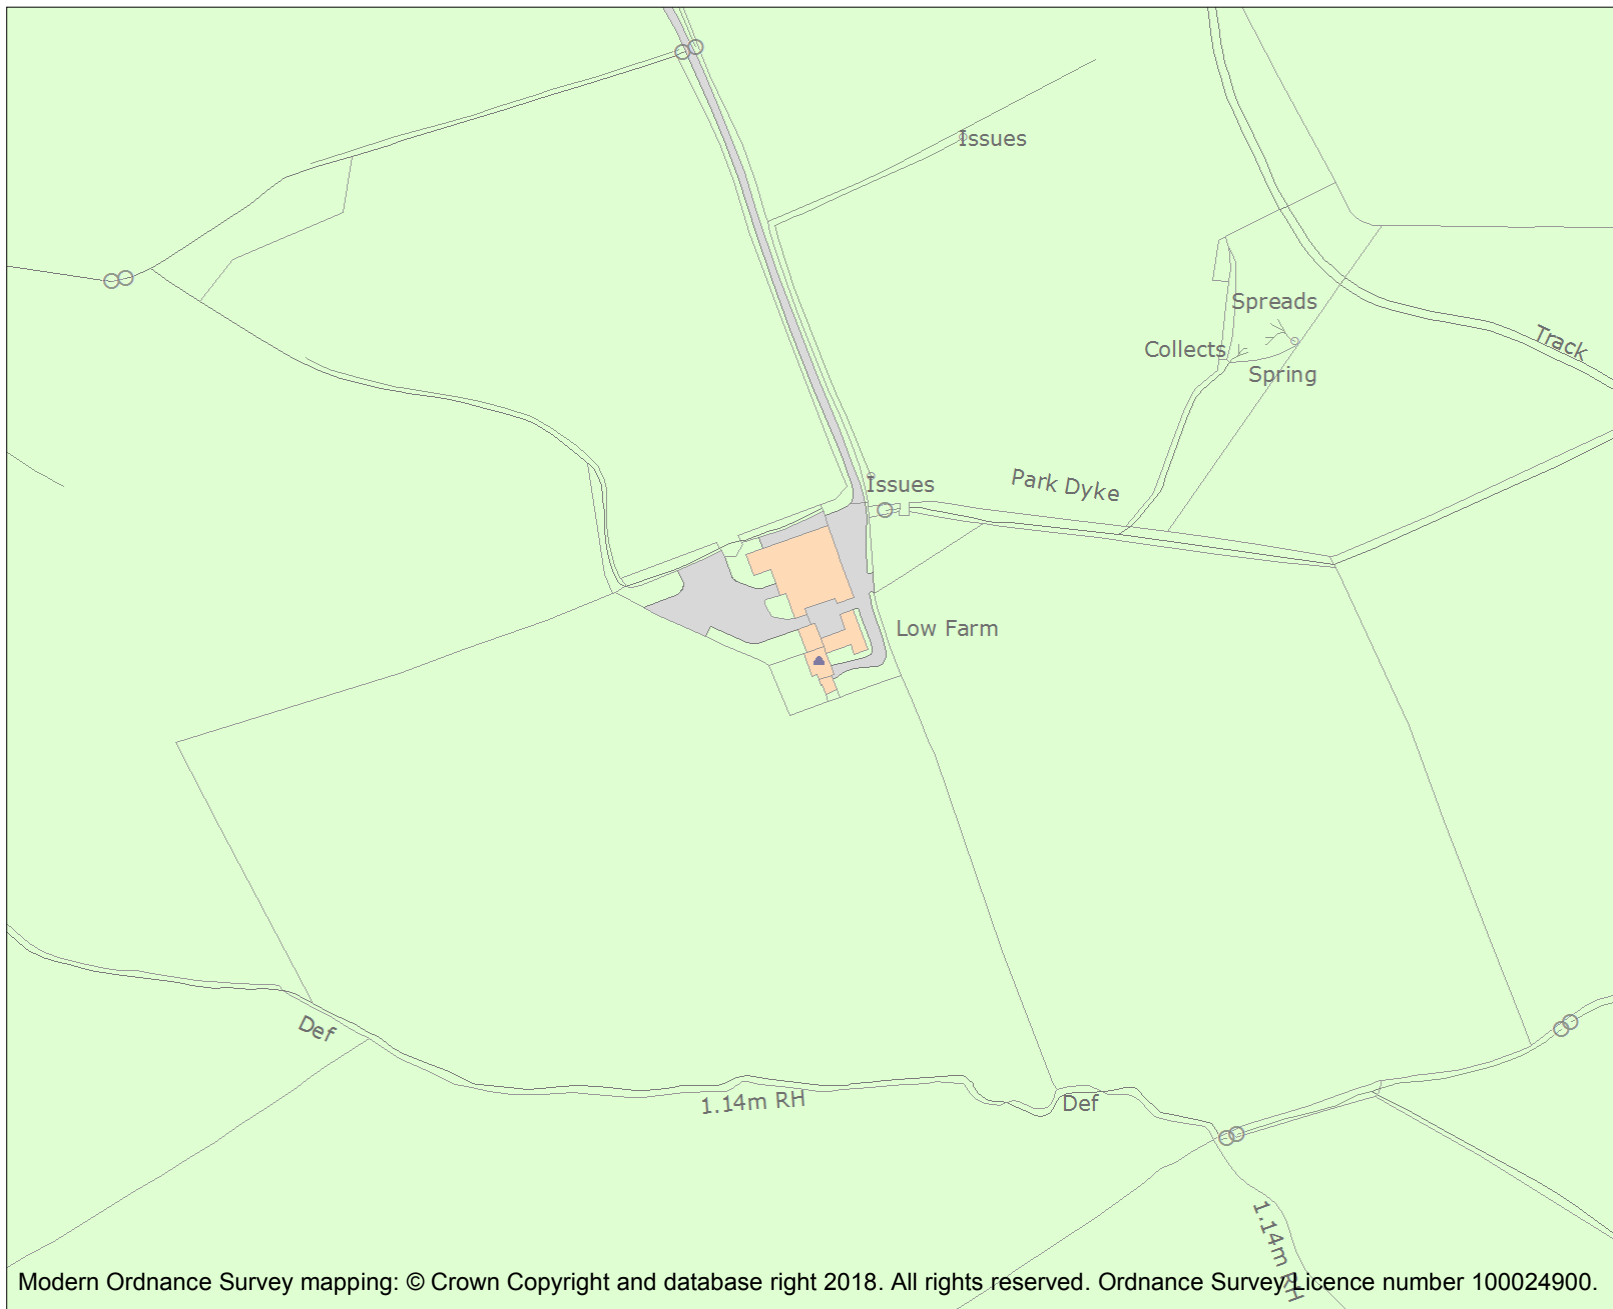 Issues
Spreads
Track
Collects
Spring
Issues
Park Dyke
Low Farm
Def
1.14m RH
Def
1.14m RH
Modern Ordnance Survey mapping: © Crown Copyright and database right 2018. All rights reserved. Ordnance Survey Licence number 100024900.